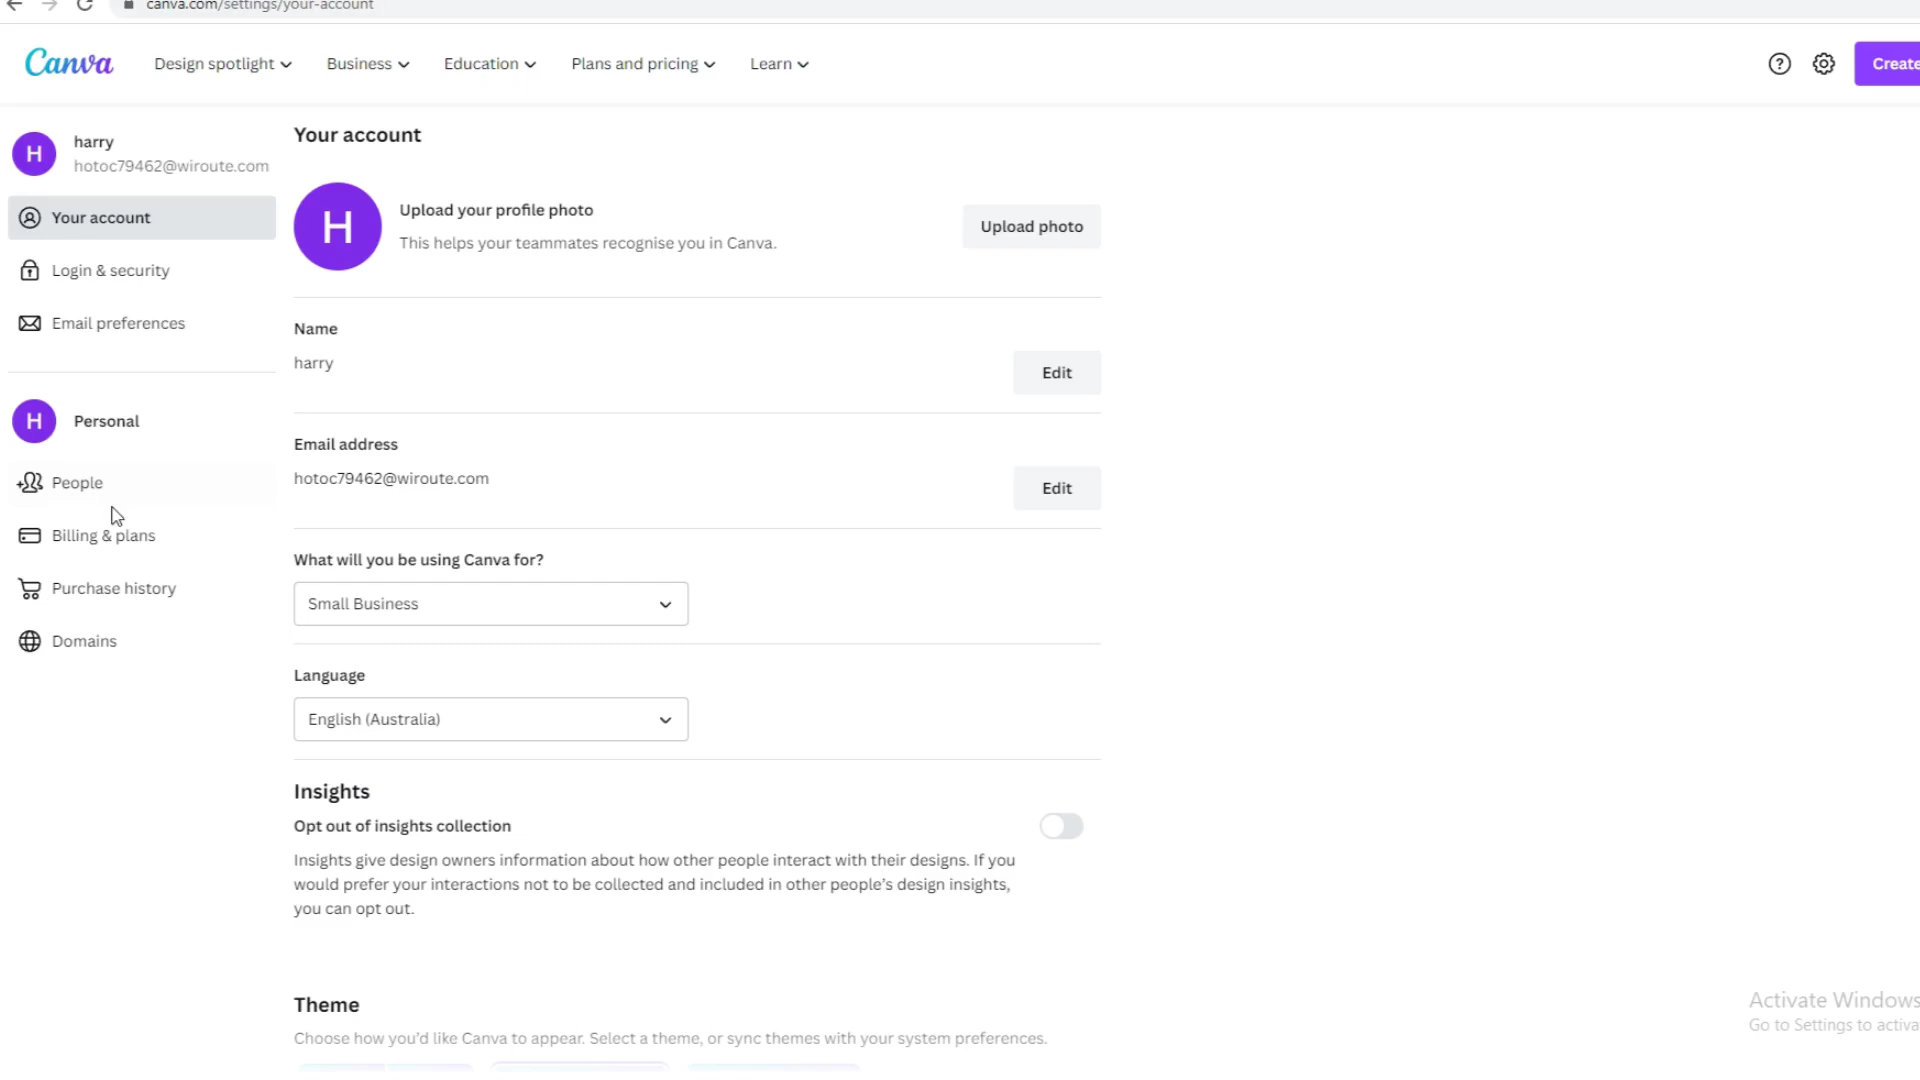 canva.com/settings/your-account
Canva
Design spotlight
Business
Education
Plans and pricing
Learn
?
Create
H
harry
hotoc79462@wiroute.com
Your account
Login & security
Email preferences
H
Personal
People
Billing & plans
Purchase history
Domains
Your account
H
Upload your profile photo
This helps your teammates recognise you in Canva.
Upload photo
Name
harry
Edit
Email address
hotoc79462@wiroute.com
Edit
What will you be using Canva for?
Small Business
Language
English (Australia)
Insights
Opt out of insights collection
Insights give design owners information about how other people interact with their designs. If you
would prefer your interactions not to be collected and included in other people’s design insights,
you can opt out.
Theme
Choose how you’d like Canva to appear. Select a theme, or sync themes with your system preferences.
Activate Windows
Go to Settings to activa